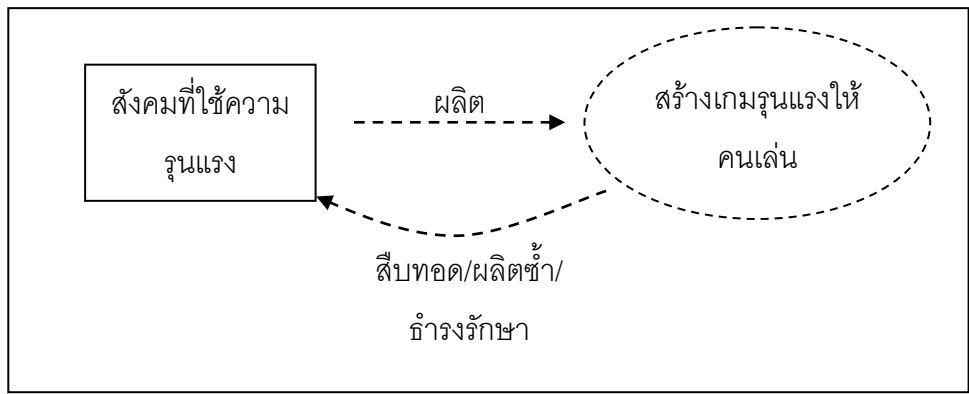 สังคมที่ใช้ความ
รุนแรง
ผลิต
สร้างเกมรุนแรงให้
คนเล่น
สืบทอด/ผลิตซ้ำ/
ธำรงรักษา